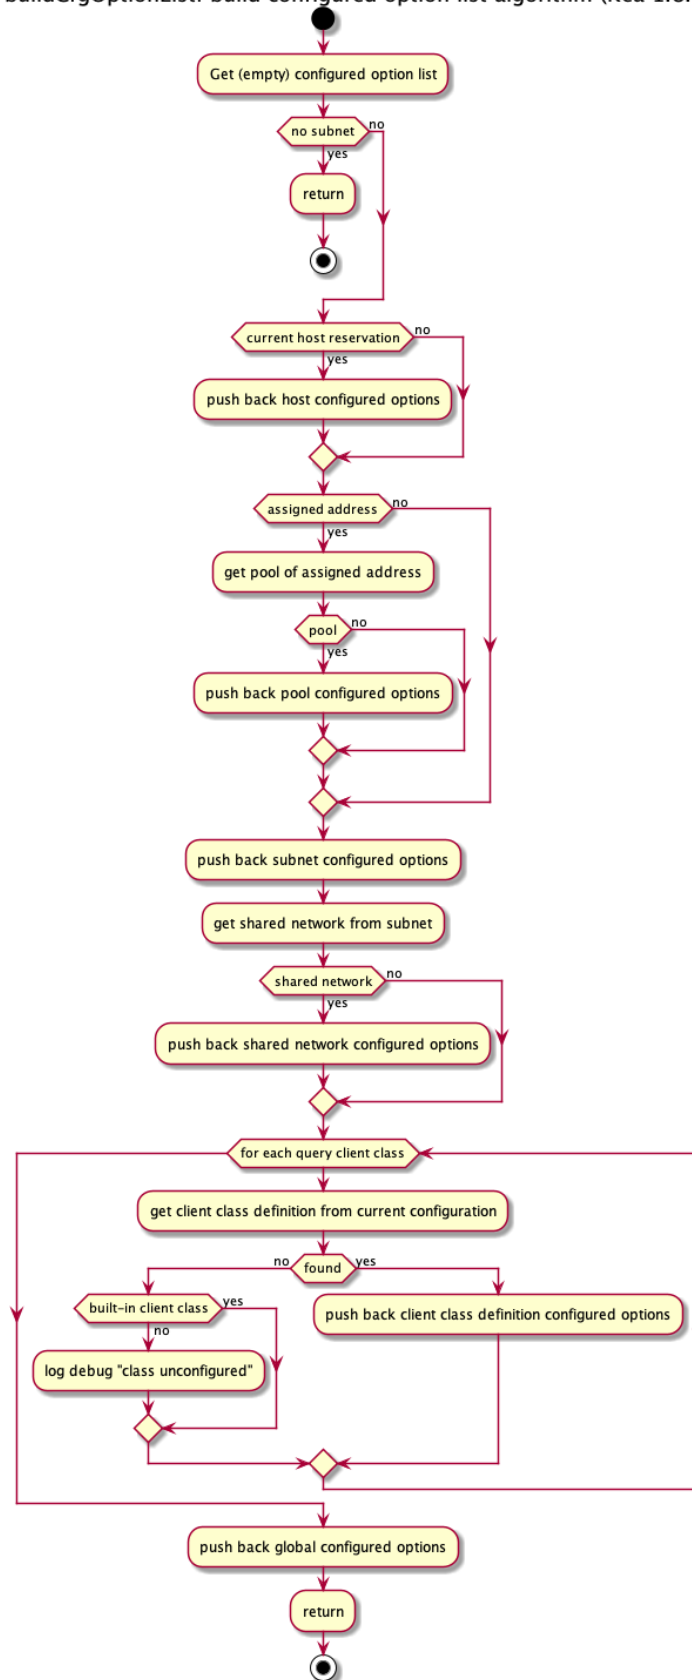 build configured option list algorithm
Get (empty) configured option list
no subnet
no
yes
return
current host reservation
no
yes
push back host configured options
assigned address
no
yes
get pool of assigned address
pool
no
yes
push back pool configured options
push back subnet configured options
get shared network from subnet
shared network
no
yes
push back shared network configured options
for each query client class
get client class definition from current configuration
no
found
yes
built-in client class
yes
push back client class definition configured options
no
log debug "class unconfigured"
push back global configured options
return